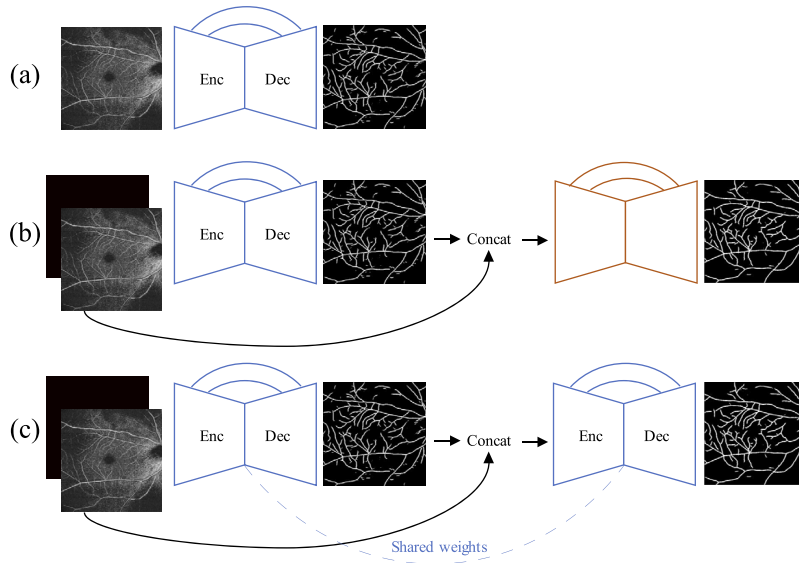 (a)
Enc
Dec
(b)
Enc
Dec
Concat
(c)
Enc
Dec
Concat
Enc
Dec
Shared weights